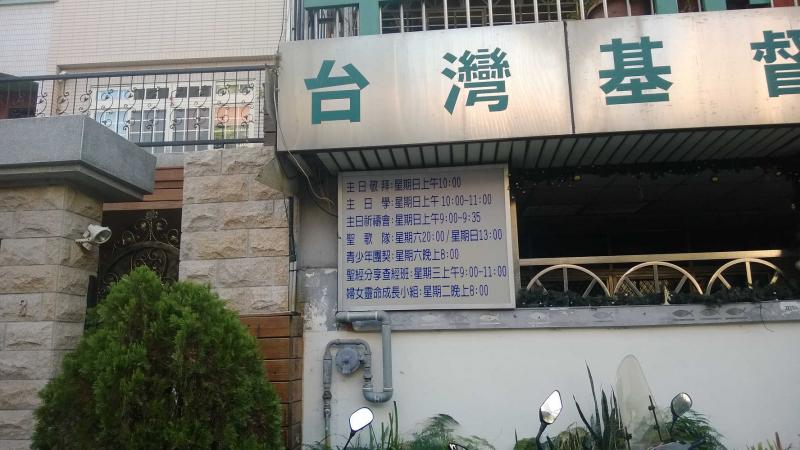 台灣基督
主日敬拜:星期日上午10:00
主日學:星期日上午10:00-11:00
主日祈禱會:星期日上午9:00-9:35
聖歌隊:星期六20:00/星期日13:00
青少年團契:星期六晚上8:00
聖經分享查經班:星期三上午9:00-11:00
婦女靈命成長小組:星期二晚上8:00